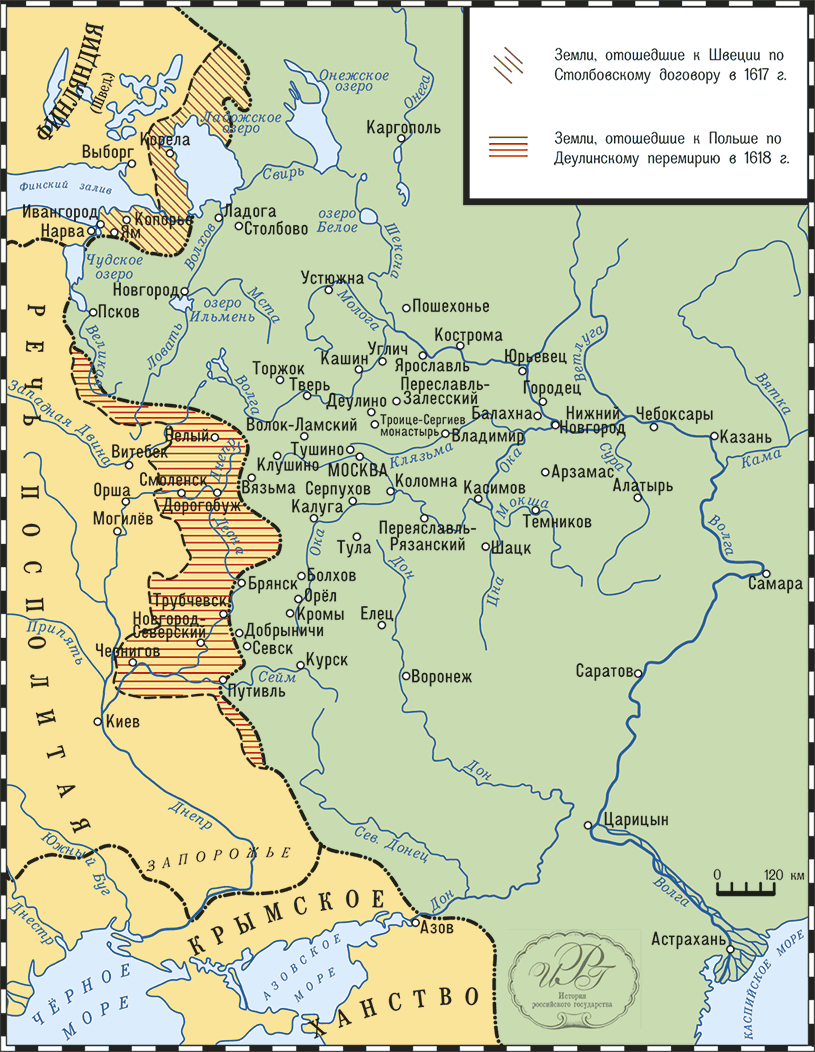 Земли, отошедшие к Швеции по
Столбовскому договору в 1617 г.
Земли, отошедшие к Польше по
Деулинскому перемирию в 1618 г.
ФИНЛЯНДИЯ
(Швед.)
Онежское
озеро
Онега
Ладожское
озеро
Каргополь
Корела
Выборг
Свирь
Финский залив
Ивангород
Копорье
Нарва
Ям
Ладога
Столбово
озеро
Белое
Волхов
Шексна
Чудское
озеро
Новгород
озеро
Ильмень
Мста
Устюжна
Молога
Пошехонье
Псков
Великая
Ловать
Кострома
Ветлуга
Углич
Кашин
Ярославль
Юрьевец
Торжок
Тверь
Волга
Переславль-
Залесский
Городец
Вятка
Деулино
Балахна
Нижний
Новгород
Чебоксары
Западная Двина
Волок-Ламский
Троице-Сергиев
монастырь
Владимир
Казань
Белый
Тушино
Клязьма
Кама
Витебск
Клушино
МОСКВА
Ока
Сура
Днепр
Смоленск
Вязьма
Серпухов
Коломна
Касимов
Арзамас
Алатырь
Орша
Дорогобуж
Калуга
Мокша
Темников
Могилёв
Десна
Ока
Тула
Переяславль-
Рязанский
Шацк
Волга
Дон
Цна
Самара
Брянск
Болхов
Орёл
Трубчевск
Кромы
Елец
Новгород-
Северский
Добрыничи
Севск
Припять
Чернигов
Курск
Сейм
Воронеж
Саратов
Путивль
Киев
РЕЧЬ ПОСПОЛИТАЯ
Дон
Днепр
Сев. Донец
Царицын
Южный Буг
ЗАПОРОЖЬЕ
0 120 км
Волга
Днестр
КРЫМСКОЕ
Дон
Азов
Астрахань
ЧЁРНОЕ
МОРЕ
АЗОВСКОЕ
МОРЕ
ХАНСТВО
ИРГ
История
российского государства
КАСПИЙСКОЕ МОРЕ